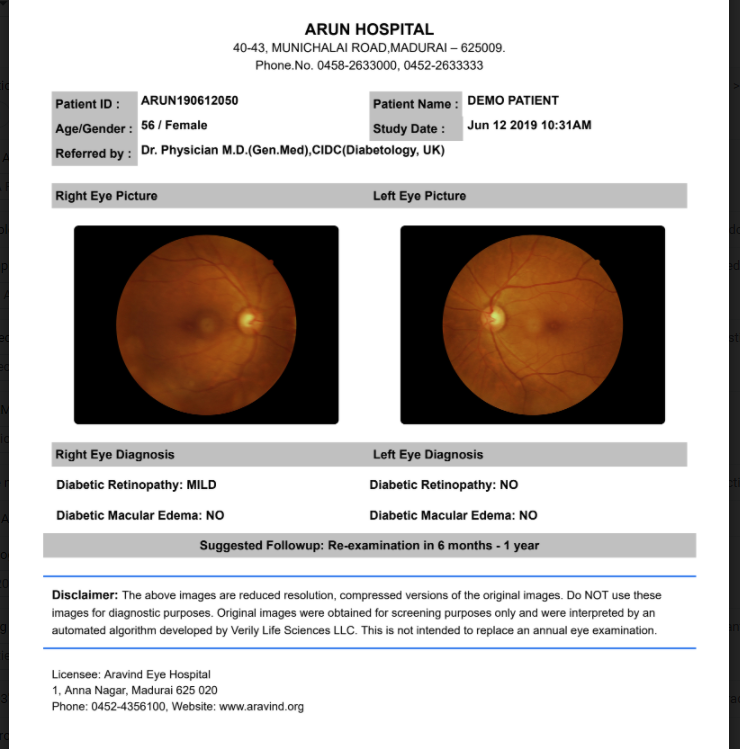 ARUN HOSPITAL
40-43, MUNICHALAI ROAD,MADURAI – 625009.
Phone.No. 0458-2633000, 0452-2633333
Patient ID : ARUN190612050 Patient Name : DEMO PATIENT
Age/Gender : 56 / Female Study Date : Jun 12 2019 10:31AM
Referred by : Dr. Physician M.D.(Gen.Med),CIDC(Diabetology, UK)
Right Eye Picture Left Eye Picture
Right Eye Diagnosis Left Eye Diagnosis
Diabetic Retinopathy: MILD Diabetic Retinopathy: NO
Diabetic Macular Edema: NO Diabetic Macular Edema: NO
Suggested Followup: Re-examination in 6 months - 1 year
Disclaimer: The above images are reduced resolution, compressed versions of the original images. Do NOT use these
images for diagnostic purposes. Original images were obtained for screening purposes only and were interpreted by an
automated algorithm developed by Verily Life Sciences LLC. This is not intended to replace an annual eye examination.
Licensee: Aravind Eye Hospital
1, Anna Nagar, Madurai 625 020
Phone: 0452-4356100, Website: www.aravind.org